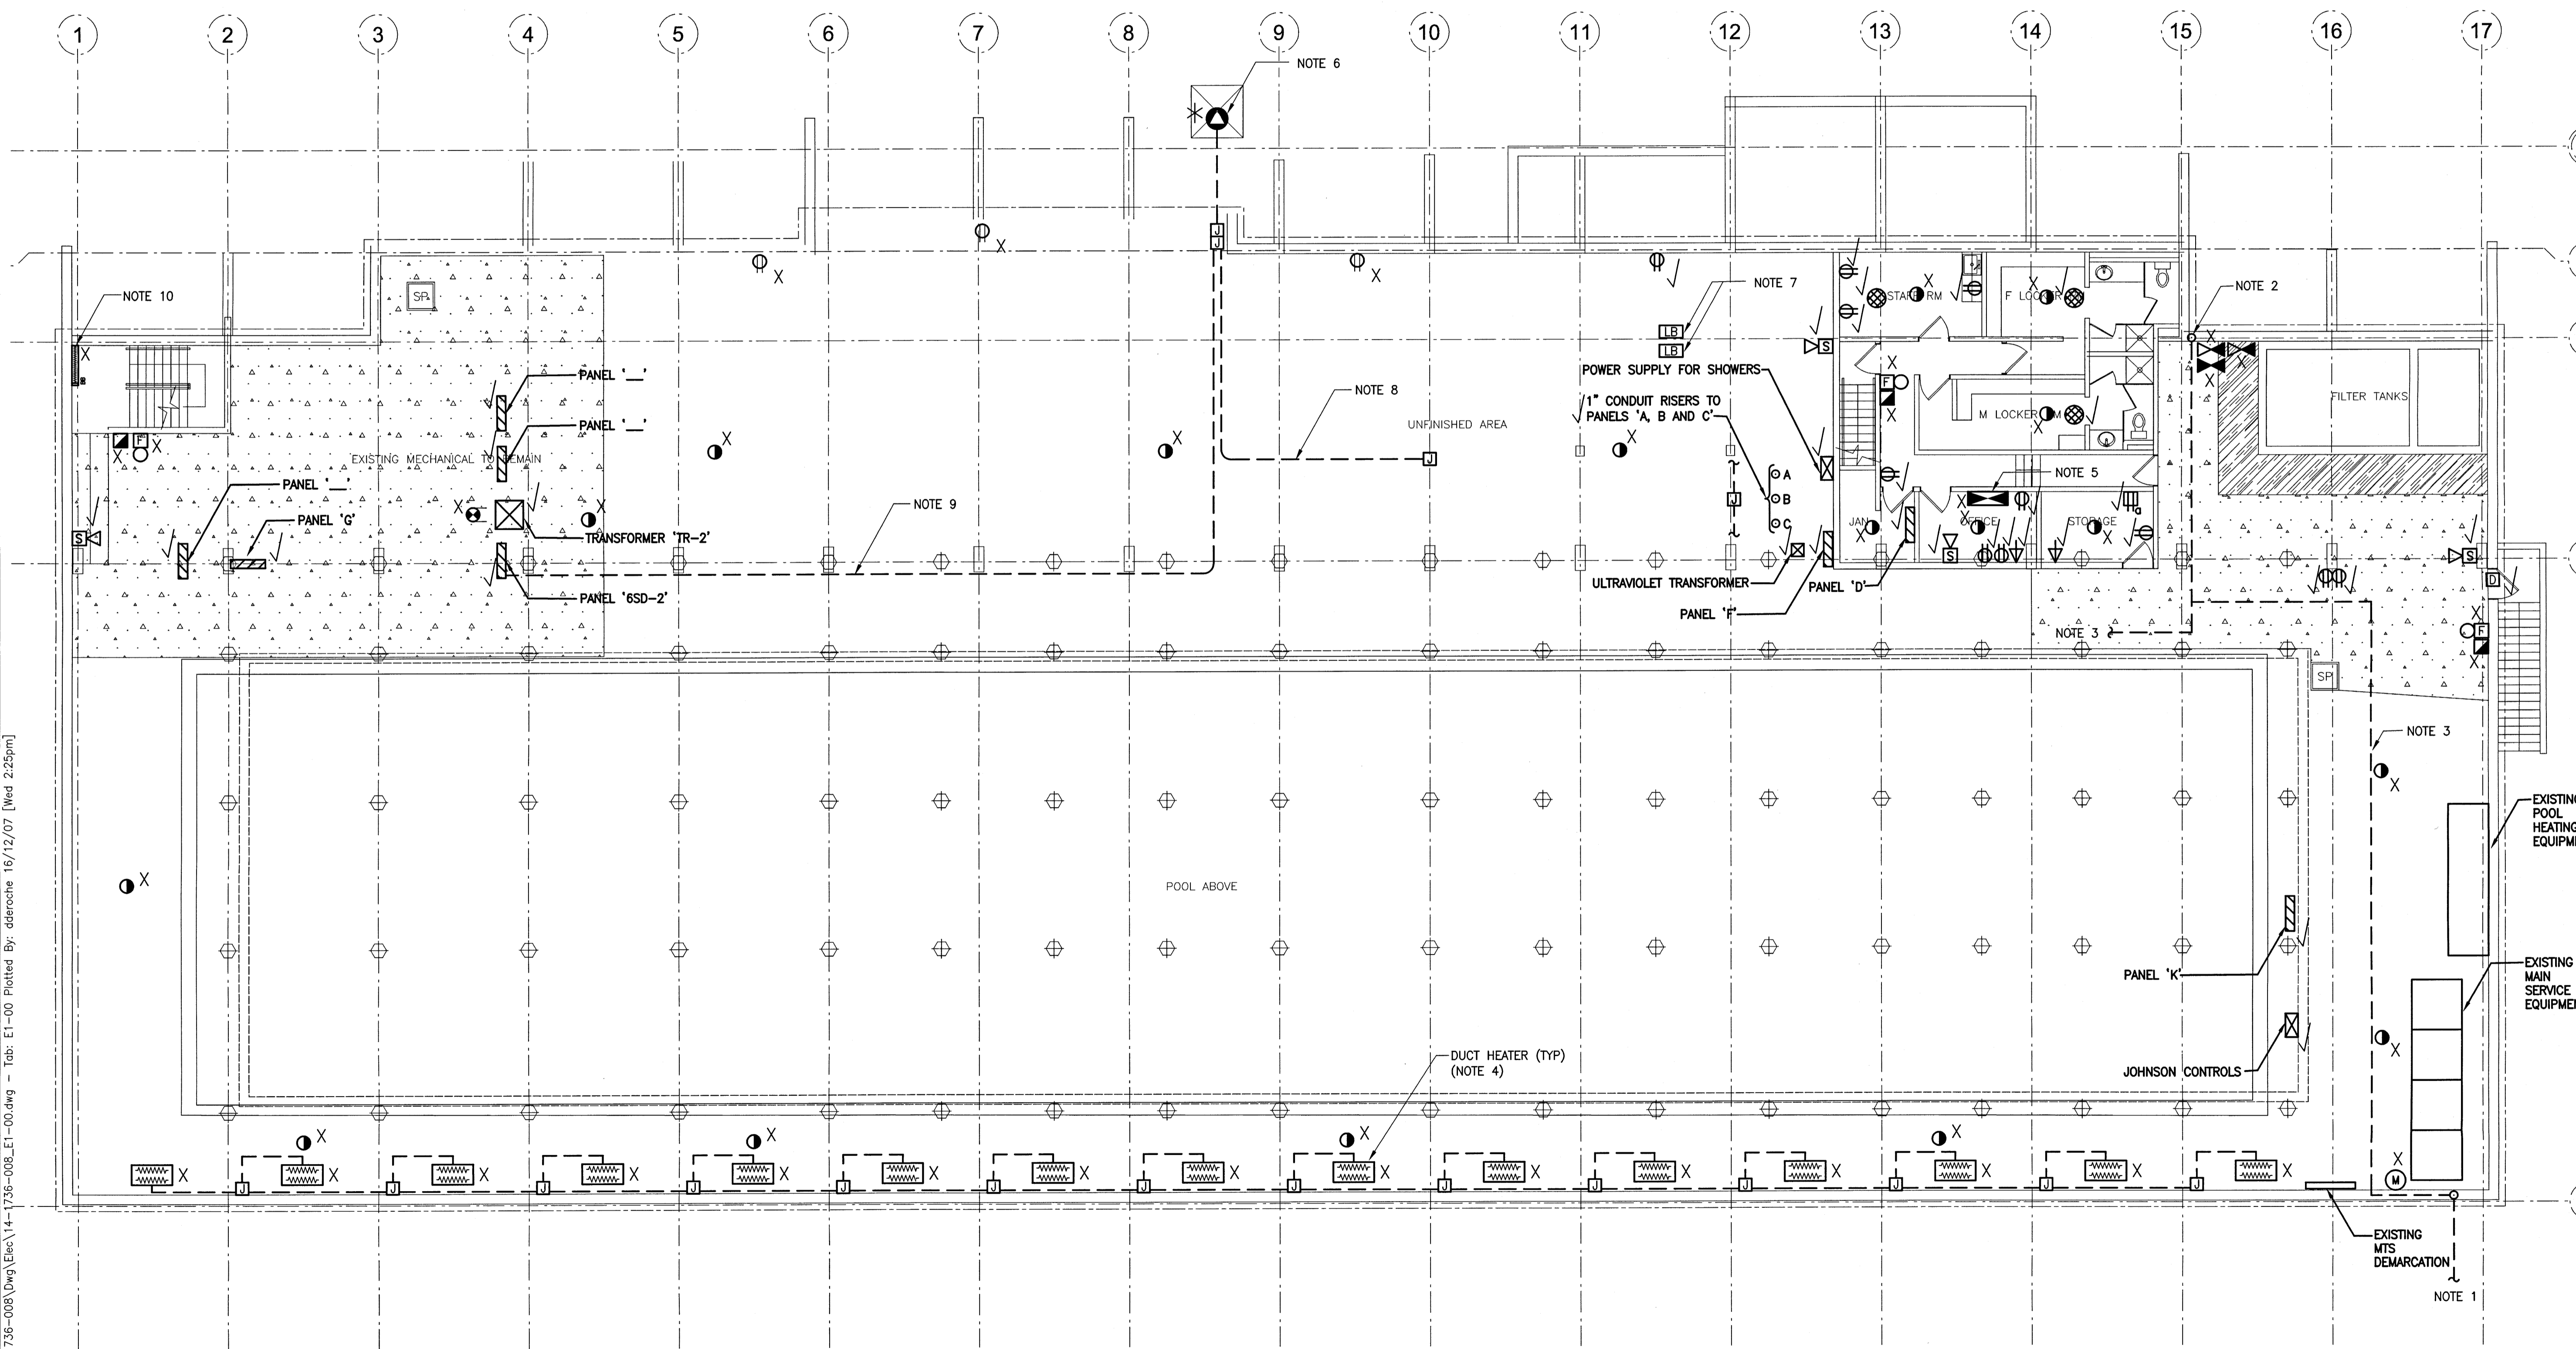 1 2 3 4 5 6 7 8 9 10 11 12 13 14 15 16 17
NOTE 6
J
J
NOTE 10
SP
NOTE 7
LB
LB
STAFF RM
F LOCKER RM
NOTE 2
PANEL '__'
NOTE 8
POWER SUPPLY FOR SHOWERS
S
F
FILTER TANKS
1" CONDUIT RISERS TO
PANELS 'A, B AND C'
M LOCKER RM
PANEL '__'
UNFINISHED AREA
F
EXISTING MECHANICAL TO REMAIN
J
NOTE 5
PANEL '__'
A
B
C
J
NOTE 9
PANEL 'G'
JAN
OFFICE
STORAGE
a
TRANSFORMER 'TR-2'
S
S
S
ULTRAVIOLET TRANSFORMER
PANEL 'D'
D
PANEL '6SD-2'
PANEL 'F'
NOTE 3
F
SP
NOTE 3
EXISTING
POOL
HEATING
EQUIPME
POOL ABOVE
PANEL 'K'
EXISTING
MAIN
SERVICE
EQUIPMEN
JOHNSON CONTROLS
DUCT HEATER (TYP)
(NOTE 4)
J J J J J J J J J J J J J J
M
EXISTING
MTS
DEMARCATION
NOTE 1
736-008\Dwg\Elec\14-1736-008_E1-00.dwg - Tab: E1-00 Plotted By: dderoche 16/12/07 [Wed 2:25pm]